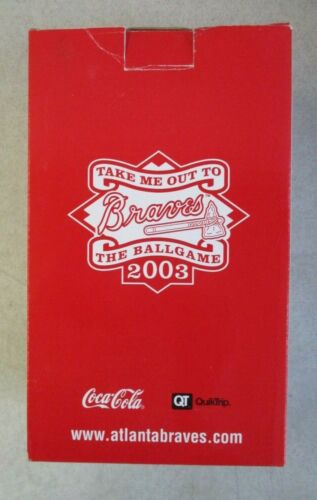 TAKE ME OUT TO
Braves
THE BALLGAME
2003
Coca-Cola® QT QuikTrip®
www.atlantabraves.com